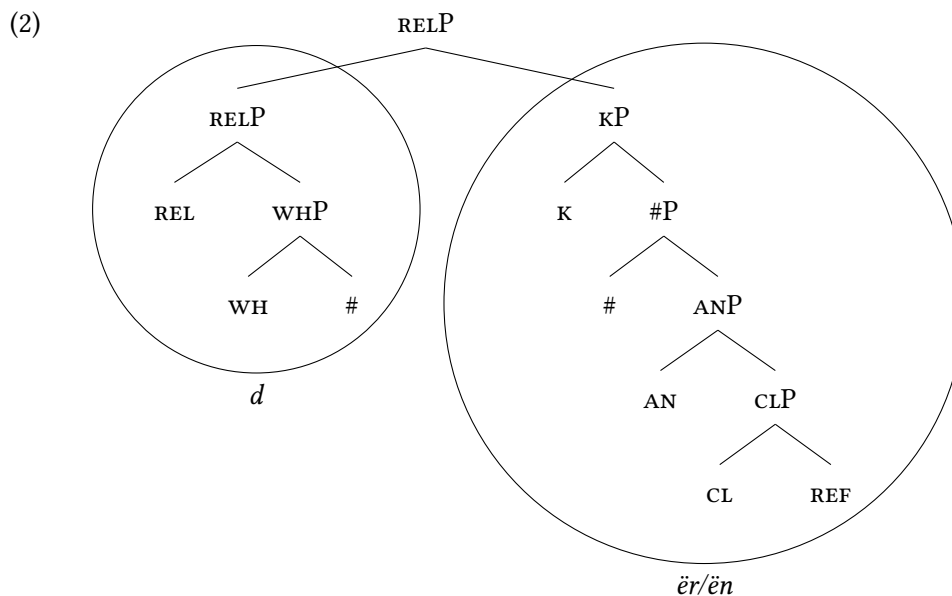 (2)
RELP
RELP KP
REL WHP K #P
WH # # ANP
d
AN CLP
CL REF
ër/ën